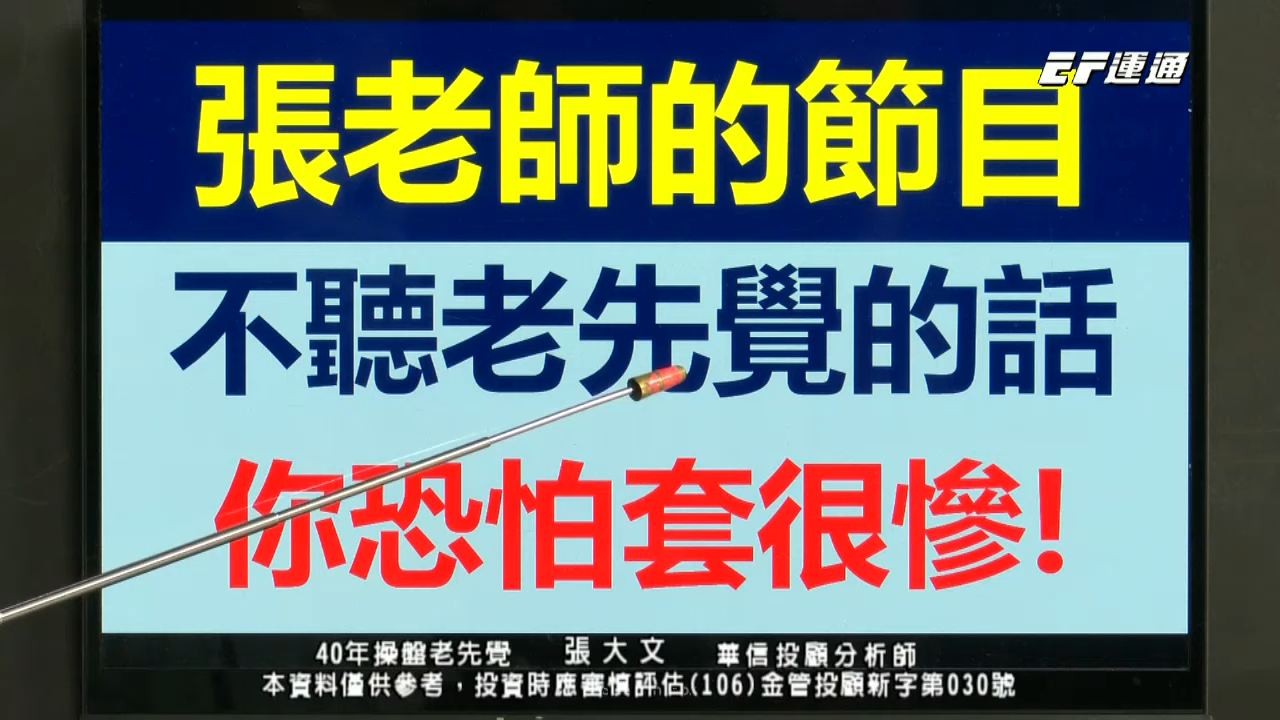 EF運通
張老師的節目
不聽老先覺的話
你恐怕套很慘!
40年操盤老先覺 張大文 華信投顧分析師
本資料僅供參考,投資時應審慎評估(106)金管投顧新字第030號